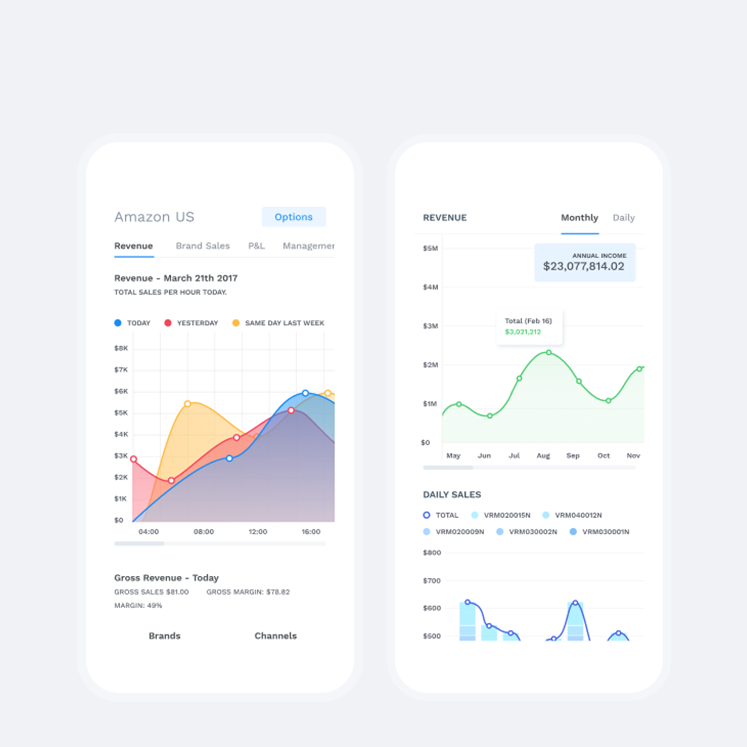 Amazon US
Options
Revenue Brand Sales P&L Managemer
Revenue - March 21th 2017
TOTAL SALES PER HOUR TODAY.
TODAY YESTERDAY SAME DAY LAST WEEK
$8K
$7K
$6K
$5K
$4K
$3K
$2K
$1K
$0
04:00 08:00 12:00 16:00
Gross Revenue - Today
GROSS SALES $81.00 GROSS MARGIN: $78.82
MARGIN: 49%
Brands Channels
REVENUE Monthly Daily
$5M
ANNUAL INCOME
$23,077,814.02
$4M
$3M
Total (Feb 16)
$3,021,212
$2M
$1M
$0
May Jun Jul Aug Sep Oct Nov
DAILY SALES
TOTAL VRM020015N VRM040012N
VRM020009N VRM030002N VRM030001N
$800
$700
$600
$500